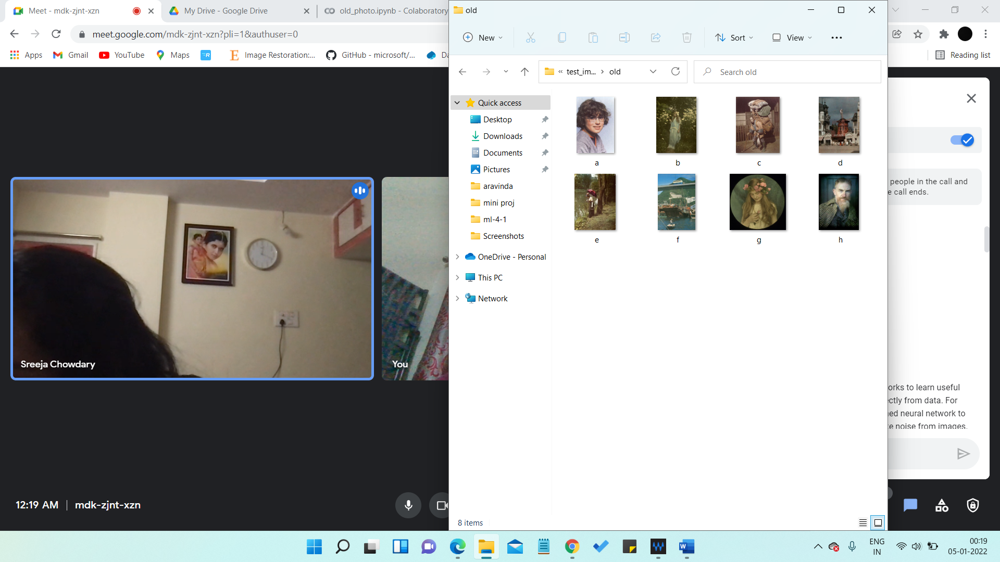 Meet - mdk-zjnt-xzn
My Drive - Google Drive
old_photo.ipynb - Colaboratory
meet.google.com/mdk-zjnt-xzn?pli=1&authuser=0
Apps
Gmail
YouTube
Maps
Image Restoration:...
GitHub - microsoft/...
Reading list
old
New
Sort
View
test_im...
old
Search old
Quick access
Desktop
Downloads
Documents
Pictures
aravinda
mini proj
ml-4-1
Screenshots
OneDrive - Personal
This PC
Network
a
b
c
d
e
f
g
h
8 items
Sreeja Chowdary
You
people in the call and
call ends.
to learn useful
from data. For
neural network to
noise from images.
12:19 AM
mdk-zjnt-xzn
ENG
IN
00:19
05-01-2022